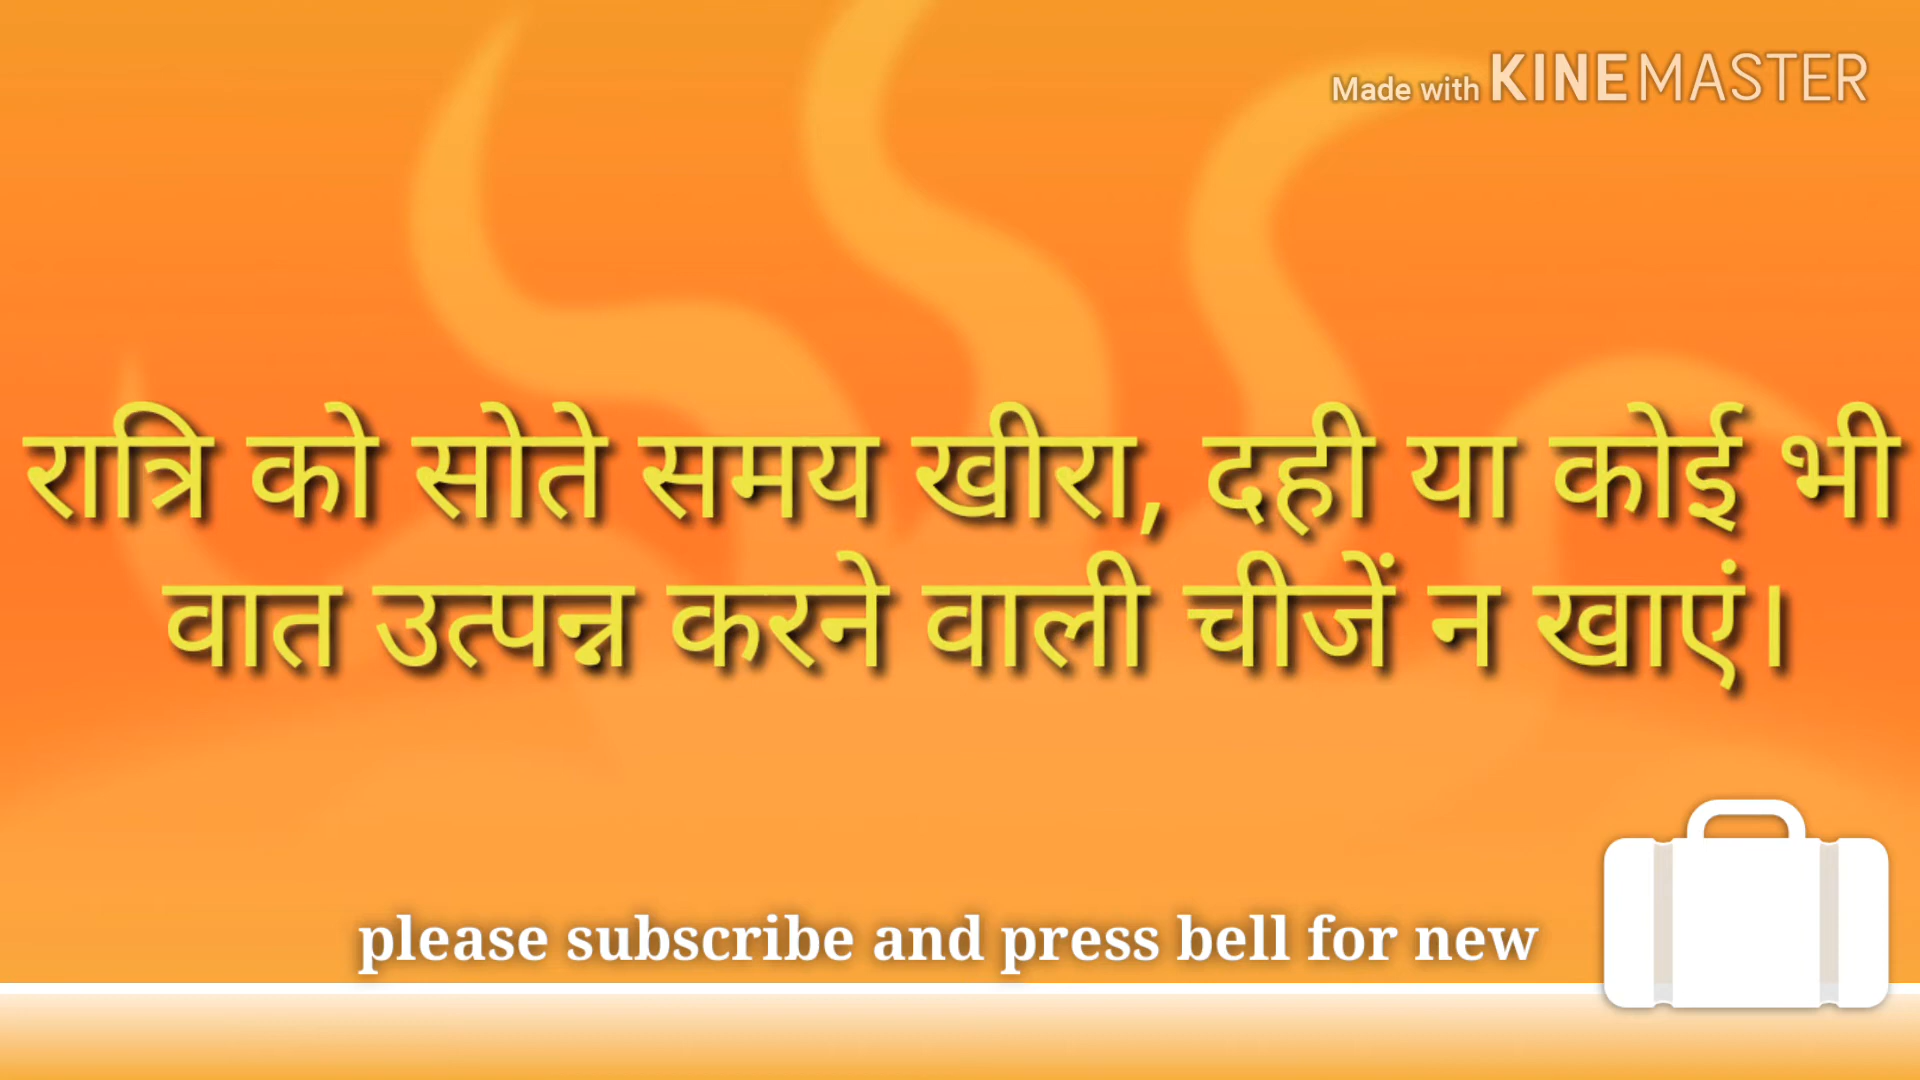 Made with KINEMASTER
रात्रि को सोते समय खीरा, दही या कोई भी
वात उत्पन्न करने वाली चीजें न खाएं।
please subscribe and press bell for new